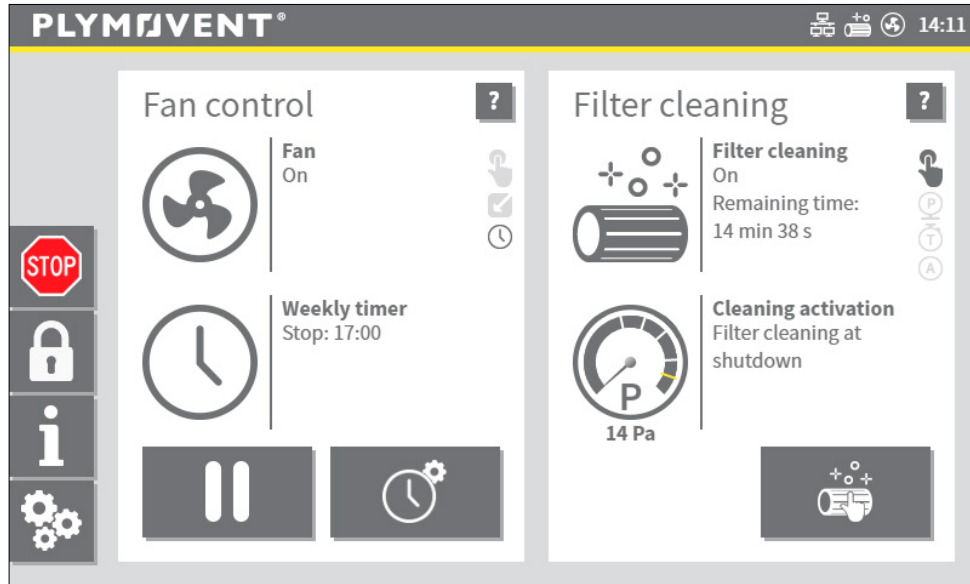 PLYMOVENT®
14:11
Fan control
?
Fan
On
Weekly timer
Stop: 17:00
Filter cleaning
?
Filter cleaning
On
Remaining time:
14 min 38 s
P
T
A
Cleaning activation
Filter cleaning at
shutdown
P
14 Pa
STOP
i